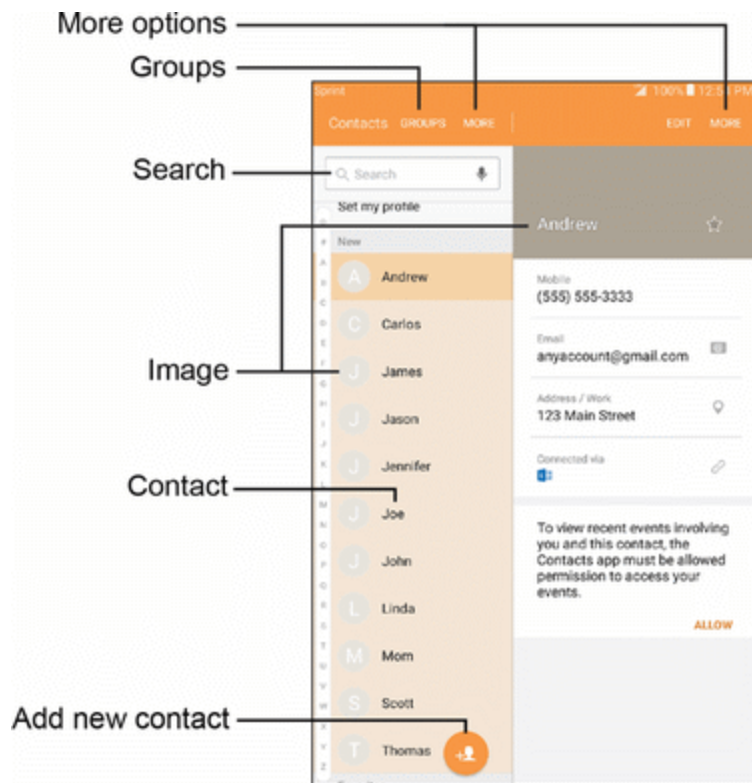 More options
Groups
Sprint 100% 12:54 PM
Contacts GROUPS MORE EDIT MORE
Search
Search
Set my profile
Andrew
New
A Andrew
Mobile
(555) 555-3333
C Carlos
Email
anyaccount@gmail.com
Image
J James
Address / Work
123 Main Street
J Jason
Connected via
J Jennifer
Contact
J Joe
To view recent events involving
you and this contact, the
Contacts app must be allowed
permission to access your
events.
J John
L Linda
ALLOW
M Mom
S Scott
Add new contact
T Thomas